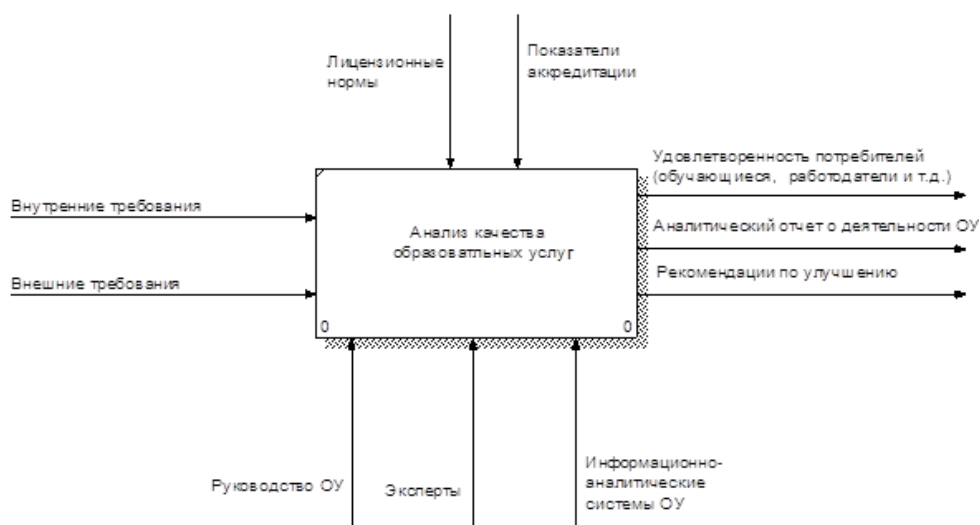 Лицензионные
нормы
Показатели
аккредитации
Удовлетворенность потребителей
(обучающиеся, работодатели и т.д.)
Внутренние требования
Анализ качества
образоватльных услуг
Аналитический отчет о деятельности ОУ
Внешние требования
Рекомендации по улучшению
0
0
Руководство ОУ
Эксперты
Информационно-
аналитические
системы ОУ